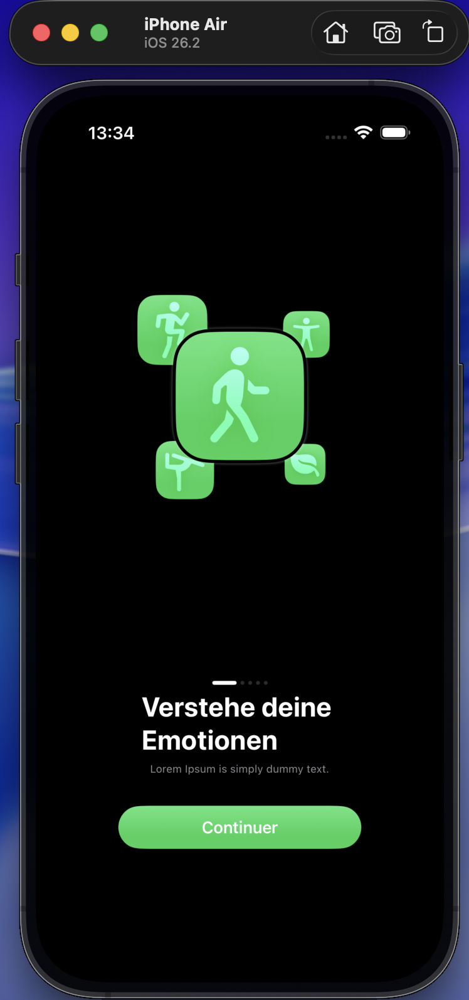 iPhone Air
iOS 26.2
13:34
Verstehe deine
Emotionen
Lorem Ipsum is simply dummy text.
Continuer